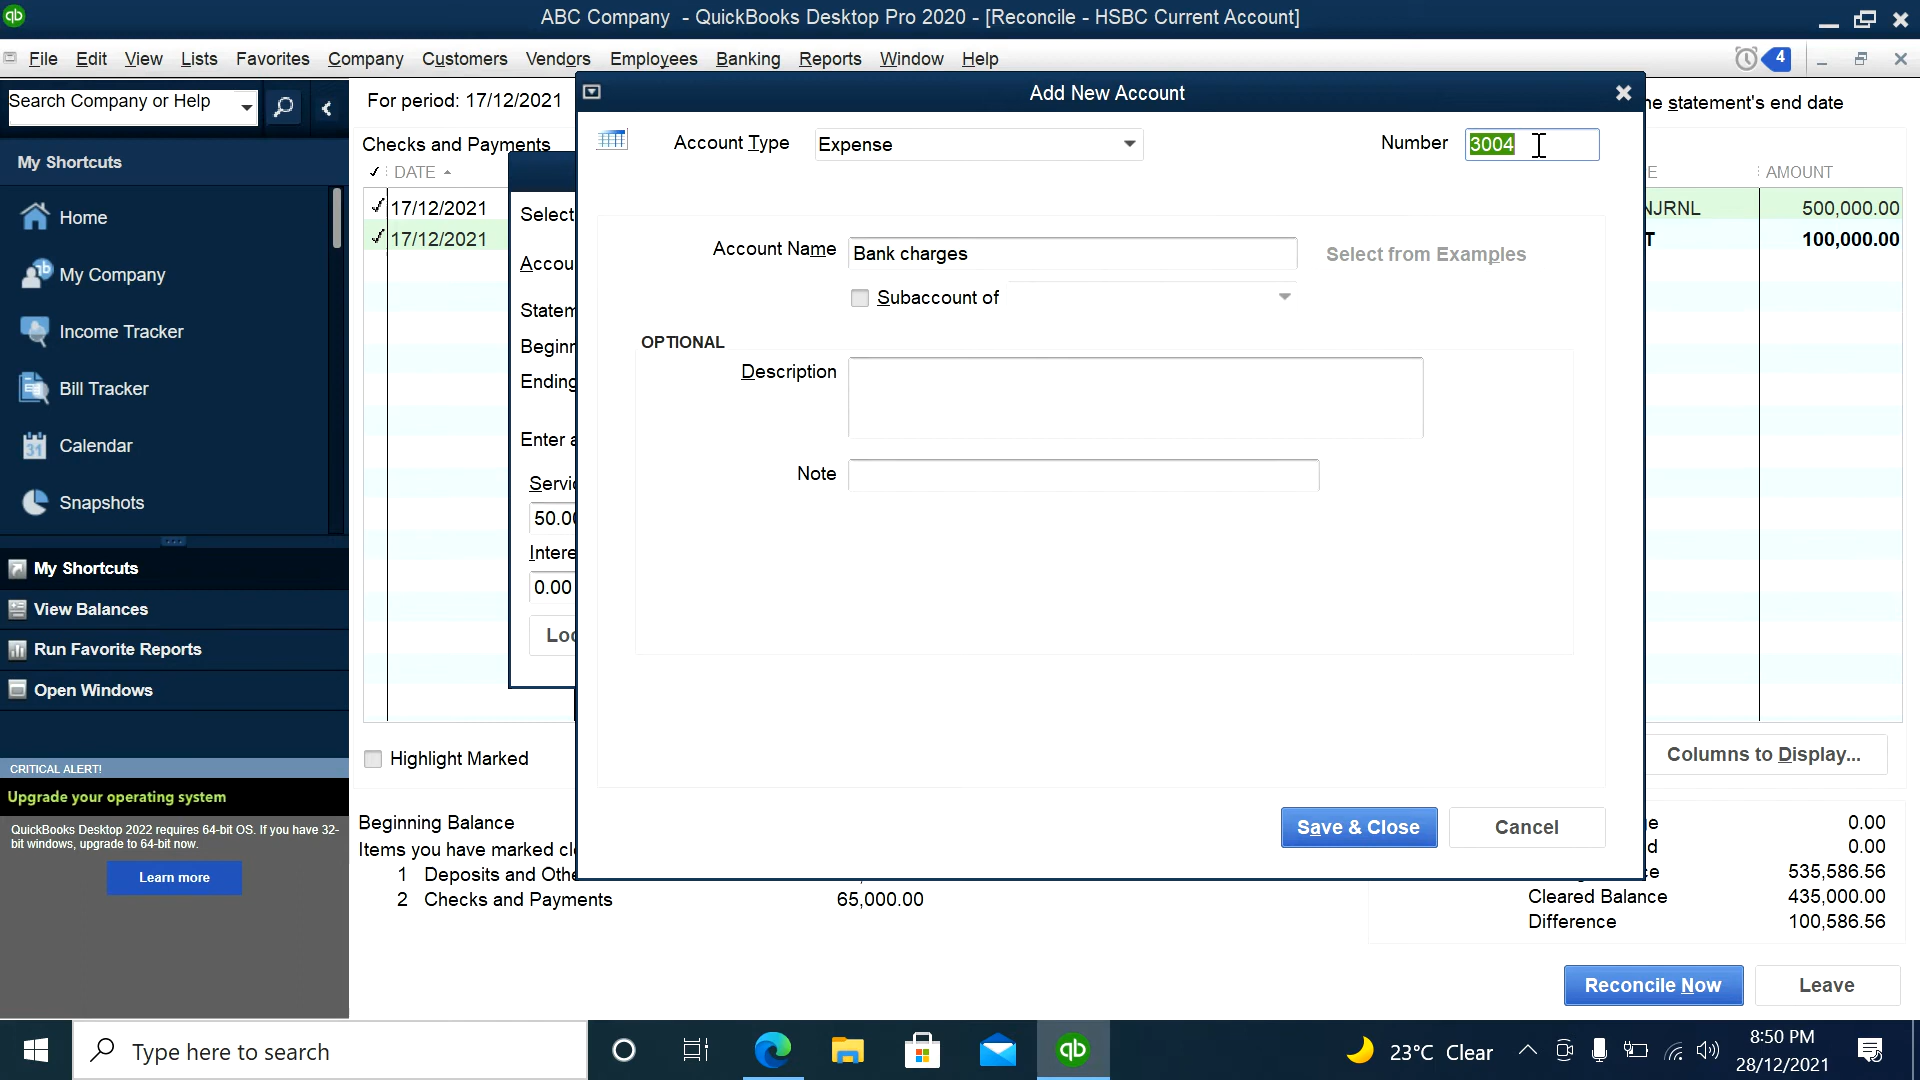 qb
ABC Company - QuickBooks Desktop Pro 2020 - [Reconcile - HSBC Current Account]
File Edit View Lists Favorites Company Customers Vendors Employees Banking Reports Window Help
4
Search Company or Help
My Shortcuts
Home
My Company
Income Tracker
Bill Tracker
31
Calendar
Snapshots
My Shortcuts
View Balances
Run Favorite Reports
Open Windows
CRITICAL ALERT!
Upgrade your operating system
QuickBooks Desktop 2022 requires 64-bit OS. If you have 32-
bit windows, upgrade to 64-bit now.
Learn more
For period: 17/12/2021
Checks and Payments
DATE
17/12/2021
17/12/2021
Highlight Marked
Beginning Balance
Items you have marked cl
1 Deposits and Othe
2 Checks and Payments 65,000.00
Select
Accou
Statem
Beginn
Ending
Enter a
Servic
50.00
Intere
0.00
Loc
Add New Account
Account Type Expense
Number 3004
Account Name Bank charges
Select from Examples
Subaccount of
OPTIONAL
Description
Note
Save & Close Cancel
e statement's end date
E AMOUNT
NJRNL 500,000.00
T 100,000.00
Columns to Display...
e 0.00
d 0.00
ce 535,586.56
Cleared Balance 435,000.00
Difference 100,586.56
Reconcile Now Leave
Type here to search
qb
23°C Clear
8:50 PM
28/12/2021